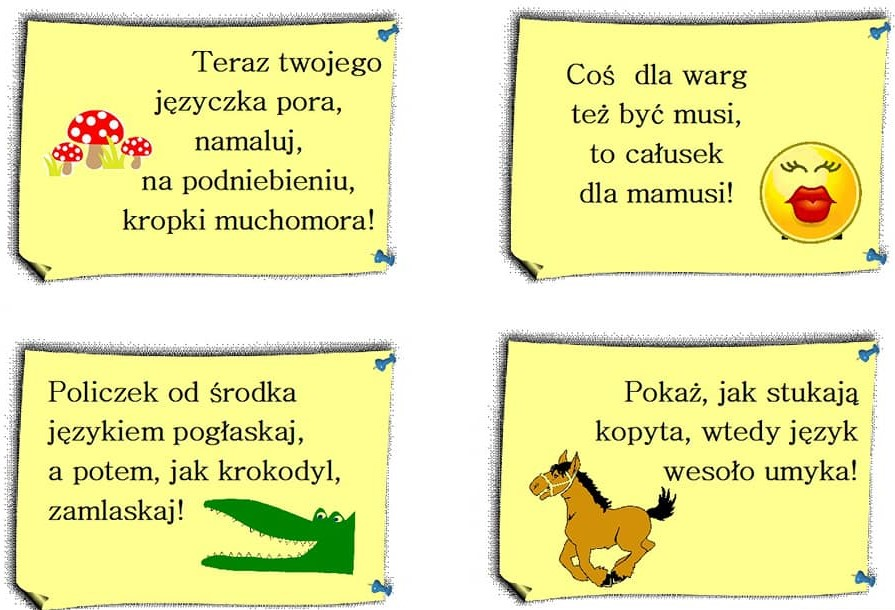 Teraz twojego
języczka pora,
namaluj,
na podniebieniu,
kropki muchomora!
Coś dla warg
też być musi,
to całusek
dla mamusi!
Policzek od środka
językiem pogłaskaj,
a potem, jak krokodyl,
zamlaskaj!
Pokaż, jak stukają
kopyta, wtedy język
wesoło umyka!